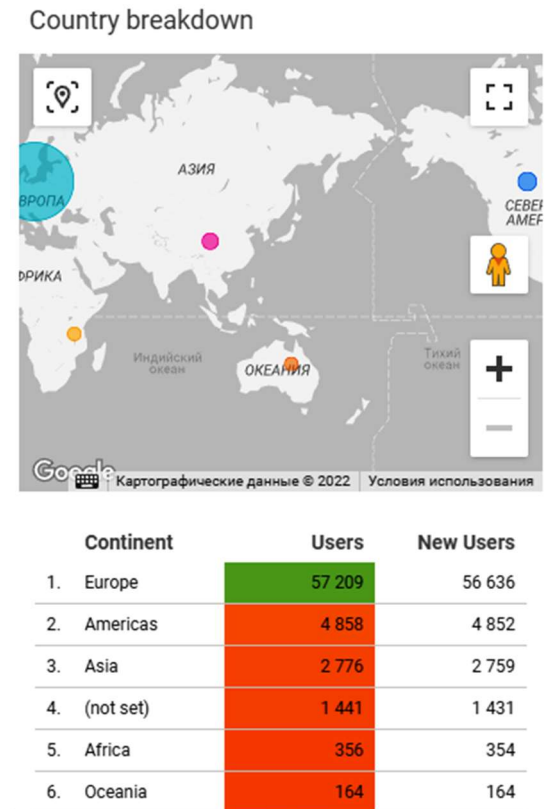 Country breakdown
АЗИЯ
ВРОПА
СЕВЕР
АМЕР
ФРИКА
Индийский
океан
ОКЕАНИЯ
Тихий
океан
Google
Картографические данные © 2022 Условия использования
Continent Users New Users
1. Europe 57 209 56 636
2. Americas 4 858 4 852
3. Asia 2 776 2 759
4. (not set) 1 441 1 431
5. Africa 356 354
6. Oceania 164 164